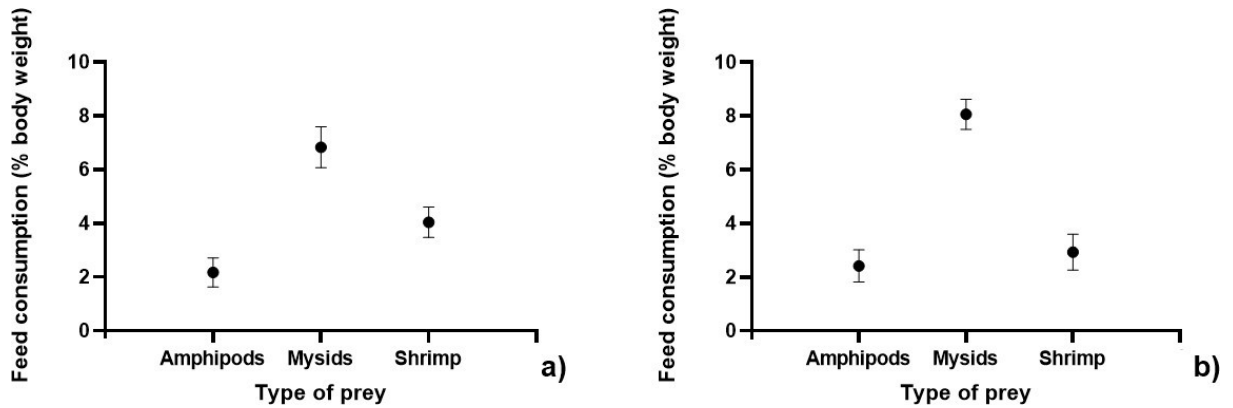 Feed consumption (% body weight)
10
8
6
4
2
0
Amphipods Mysids Shrimp
Type of prey
a)
Feed consumption (% body weight)
10
8
6
4
2
0
Amphipods Mysids Shrimp
Type of prey
b)